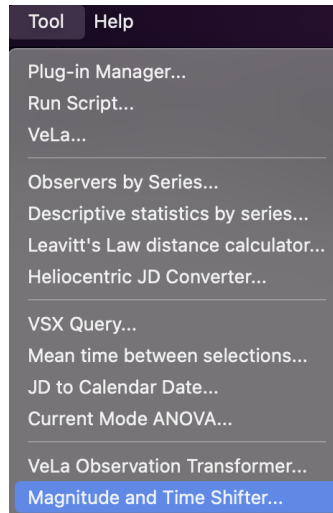 Tool Help
Plug-in Manager...
Run Script...
VeLa...
Observers by Series...
Descriptive statistics by series...
Leavitt's Law distance calculator...
Heliocentric JD Converter...
VSX Query...
Mean time between selections...
JD to Calendar Date...
Current Mode ANOVA...
VeLa Observation Transformer...
Magnitude and Time Shifter...